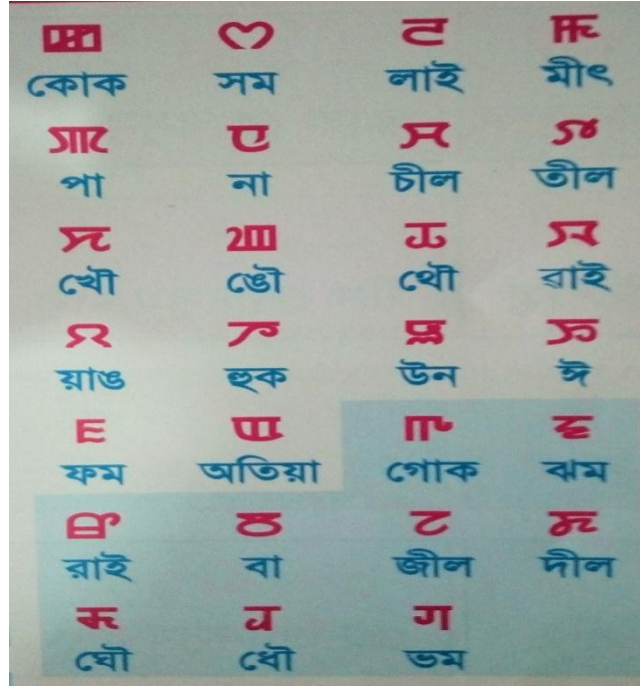 ꯀ ꯁ ꯂ ꯃ
কোক সম লাই মীৎ
ꯄ ꯅ ꯆ ꯇ
পা না চীল তীল
ꯈ ꯉ ꯊ ꯋ
খৌ ঙৌ থৌ ৱাই
ꯌ ꯍ ꯎ ꯏ
য়াঙ হুক উন ঈ
ꯐ ꯑ ꯒ ꯓ
ফম অতিয়া গোক ঝম
ꯔ ꯕ ꯖ ꯗ
রাই বা জীল দীল
ꯘ ꯙ ꯚ
ঘৌ ধৌ ভম